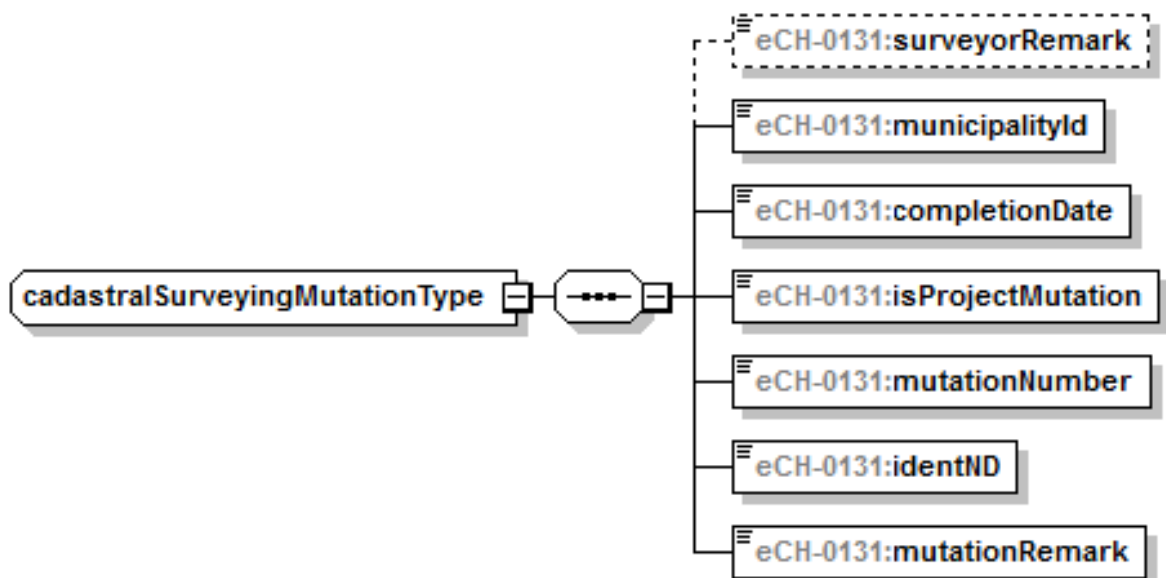 eCH-0131:surveyorRemark
eCH-0131:municipalityId
eCH-0131:completionDate
cadastralSurveyingMutationType
eCH-0131:isProjectMutation
eCH-0131:mutationNumber
eCH-0131:identND
eCH-0131:mutationRemark